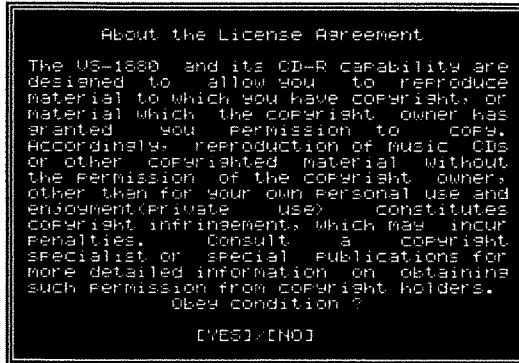 About the License Agreement
The VS-1880 and its CD-R capability are
designed to allow you to reproduce
material to which you have copyright, or
material which the copyright owner has
granted you permission to copy.
Accordingly, reproduction of music CDs
or other copyrighted material without
the permission of the copyright owner,
other than for your own personal use and
enjoyment(private use) constitutes
copyright infringement, which may incur
penalties. Consult a copyright
specialist or special publications for
more detailed information on obtaining
such permission from copyright holders.
Obey condition ?
[YES]/[NO]